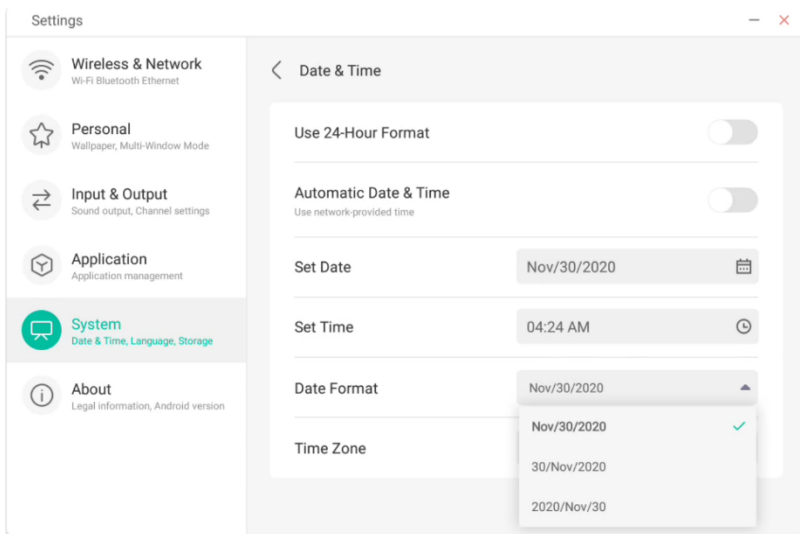 Settings
Wireless & Network
Wi-Fi Bluetooth Ethernet
Personal
Wallpaper, Multi-Window Mode
Input & Output
Sound output, Channel settings
Application
Application management
System
Date & Time, Language, Storage
About
Legal information, Android version
Date & Time
Use 24-Hour Format
Automatic Date & Time
Use network-provided time
Set Date
Nov/30/2020
Set Time
04:24 AM
Date Format
Nov/30/2020
Nov/30/2020
Time Zone
30/Nov/2020
2020/Nov/30